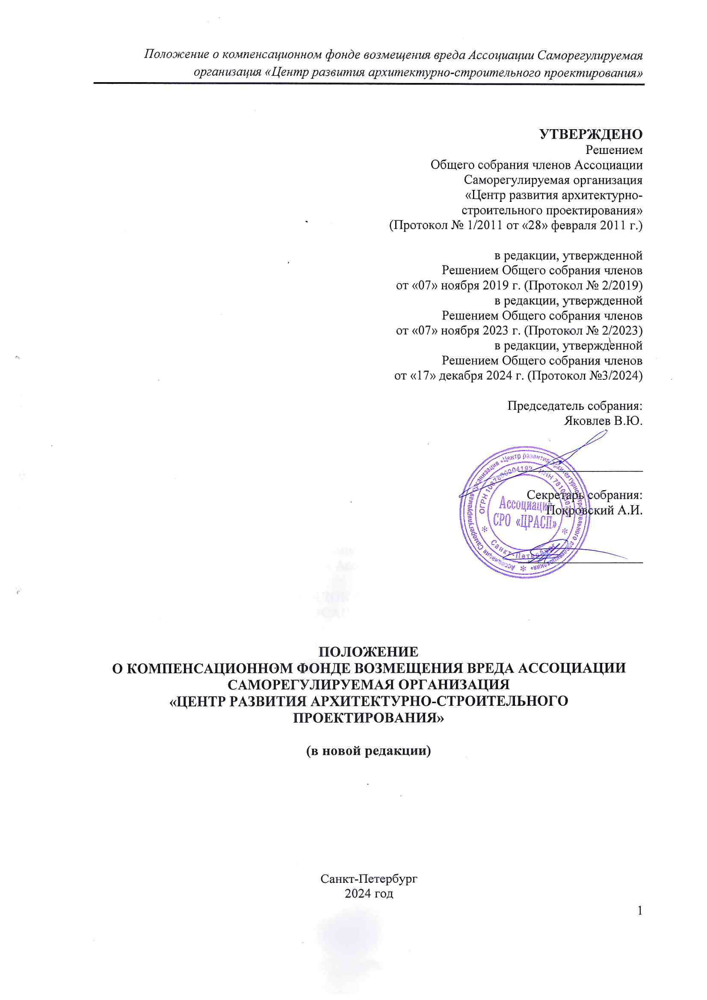 Положение о компенсационном фонде возмещения вреда Ассоциации Саморегулируемая
организация «Центр развития архитектурно-строительного проектирования»
УТВЕРЖДЕНО
Решением
Общего собрания членов Ассоциации
Саморегулируемая организация
«Центр развития архитектурно-
строительного проектирования»
(Протокол № 1/2011 от «28» февраля 2011 г.)
в редакции, утвержденной
Решением Общего собрания членов
от «07» ноября 2019 г. (Протокол № 2/2019)
в редакции, утвержденной
Решением Общего собрания членов
от «07» ноября 2023 г. (Протокол № 2/2023)
в редакции, утвержденной
Решением Общего собрания членов
от «17» декабря 2024 г. (Протокол №3/2024)
Председатель собрания:
Яковлев В.Ю.
Секретарь собрания:
Покровский А.И.
Ассоциация Саморегулируемая организация «Центр развития архитектурно-строительного проектирования»
ОГРН ИНН
Ассоциация
СРО «ЦРАСП»
Санкт-Петербург
ПОЛОЖЕНИЕ
О КОМПЕНСАЦИОННОМ ФОНДЕ ВОЗМЕЩЕНИЯ ВРЕДА АССОЦИАЦИИ
САМОРЕГУЛИРУЕМАЯ ОРГАНИЗАЦИЯ
«ЦЕНТР РАЗВИТИЯ АРХИТЕКТУРНО-СТРОИТЕЛЬНОГО
ПРОЕКТИРОВАНИЯ»
(в новой редакции)
Санкт-Петербург
2024 год
1